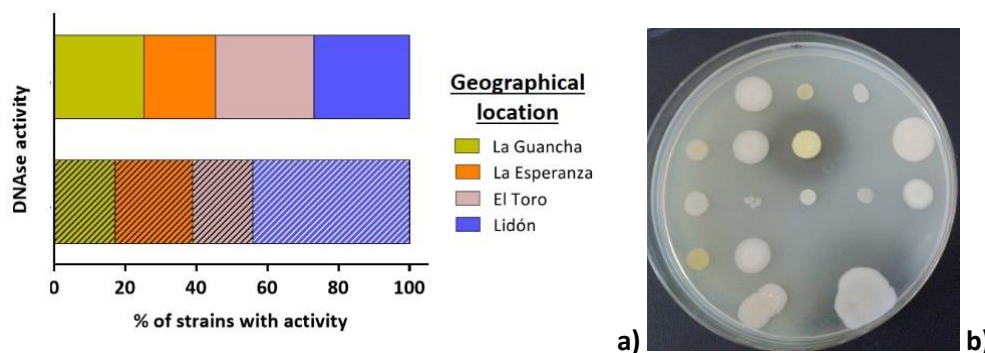 DNAse activity
0 20 40 60 80 100
% of strains with activity
Geographical
location
La Guancha
La Esperanza
El Toro
Lidón
a)
b)